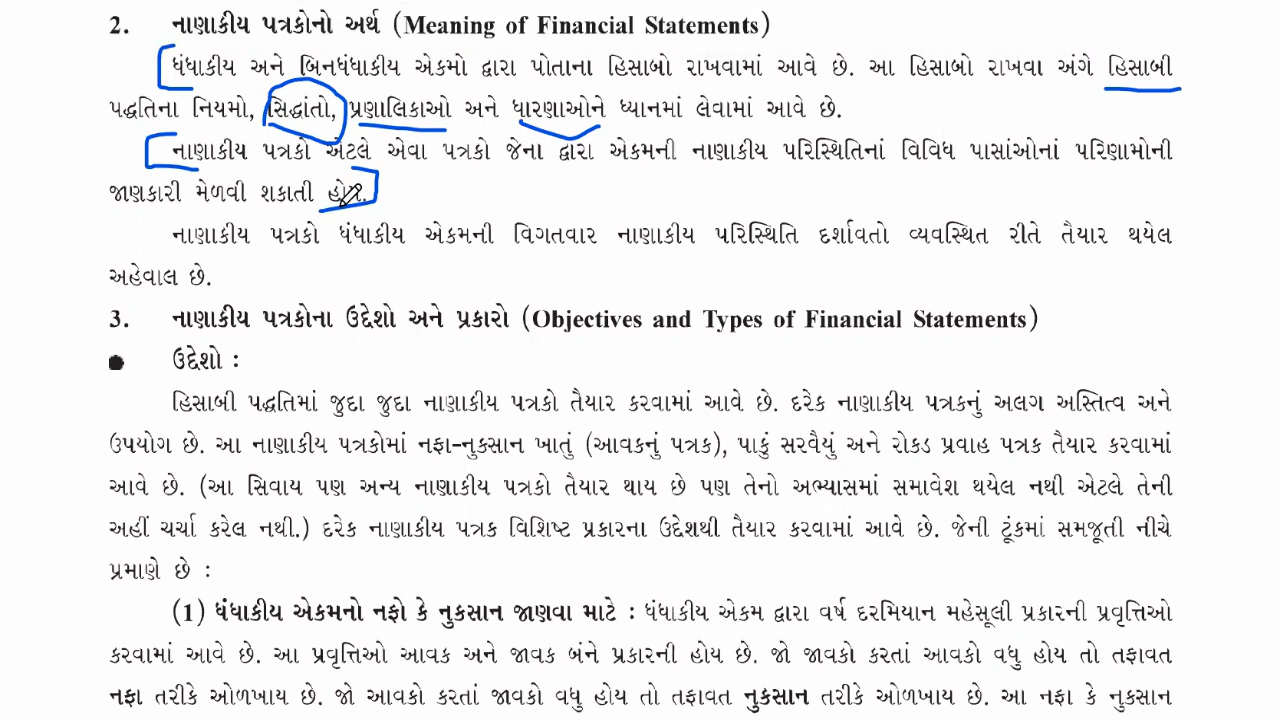 2. નાણાકીય પત્રકોનો અર્થ (Meaning of Financial Statements)
ધંધાકીય અને બિનધંધાકીય એકમો દ્વારા પોતાના હિસાબો રાખવામાં આવે છે. આ હિસાબો રાખવા અંગે હિસાબી
પદ્ધતિના નિયમો, સિદ્ધાંતો, પ્રણાલિકાઓ અને ધારણાઓને ધ્યાનમાં લેવામાં આવે છે.
નાણાકીય પત્રકો એટલે એવા પત્રકો જેના દ્વારા એકમની નાણાકીય પરિસ્થિતિનાં વિવિધ પાસાંઓનાં પરિણામોની
જાણકારી મેળવી શકાતી હોય.
નાણાકીય પત્રકો ધંધાકીય એકમની વિગતવાર નાણાકીય પરિસ્થિતિ દર્શાવતો વ્યવસ્થિત રીતે તૈયાર થયેલ
અહેવાલ છે.
3. નાણાકીય પત્રકોના ઉદ્દેશો અને પ્રકારો (Objectives and Types of Financial Statements)
● ઉદ્દેશો :
હિસાબી પદ્ધતિમાં જુદા જુદા નાણાકીય પત્રકો તૈયાર કરવામાં આવે છે. દરેક નાણાકીય પત્રકનું અલગ અસ્તિત્વ અને
ઉપયોગ છે. આ નાણાકીય પત્રકોમાં નફા-નુકસાન ખાતું (આવકનું પત્રક), પાકું સરવૈયું અને રોકડ પ્રવાહ પત્રક તૈયાર કરવામાં
આવે છે. (આ સિવાય પણ અન્ય નાણાકીય પત્રકો તૈયાર થાય છે પણ તેનો અભ્યાસમાં સમાવેશ થયેલ નથી એટલે તેની
અહીં ચર્ચા કરેલ નથી.) દરેક નાણાકીય પત્રક વિશિષ્ટ પ્રકારના ઉદ્દેશથી તૈયાર કરવામાં આવે છે. જેની ટૂંકમાં સમજૂતી નીચે
પ્રમાણે છે :
(1) ધંધાકીય એકમનો નફો કે નુકસાન જાણવા માટે : ધંધાકીય એકમ દ્વારા વર્ષ દરમિયાન મહેસૂલી પ્રકારની પ્રવૃત્તિઓ
કરવામાં આવે છે. આ પ્રવૃત્તિઓ આવક અને જાવક બંને પ્રકારની હોય છે. જો જાવકો કરતાં આવકો વધુ હોય તો તફાવત
નફા તરીકે ઓળખાય છે. જો આવકો કરતાં જાવકો વધુ હોય તો તફાવત નુકસાન તરીકે ઓળખાય છે. આ નફા કે નુકસાન